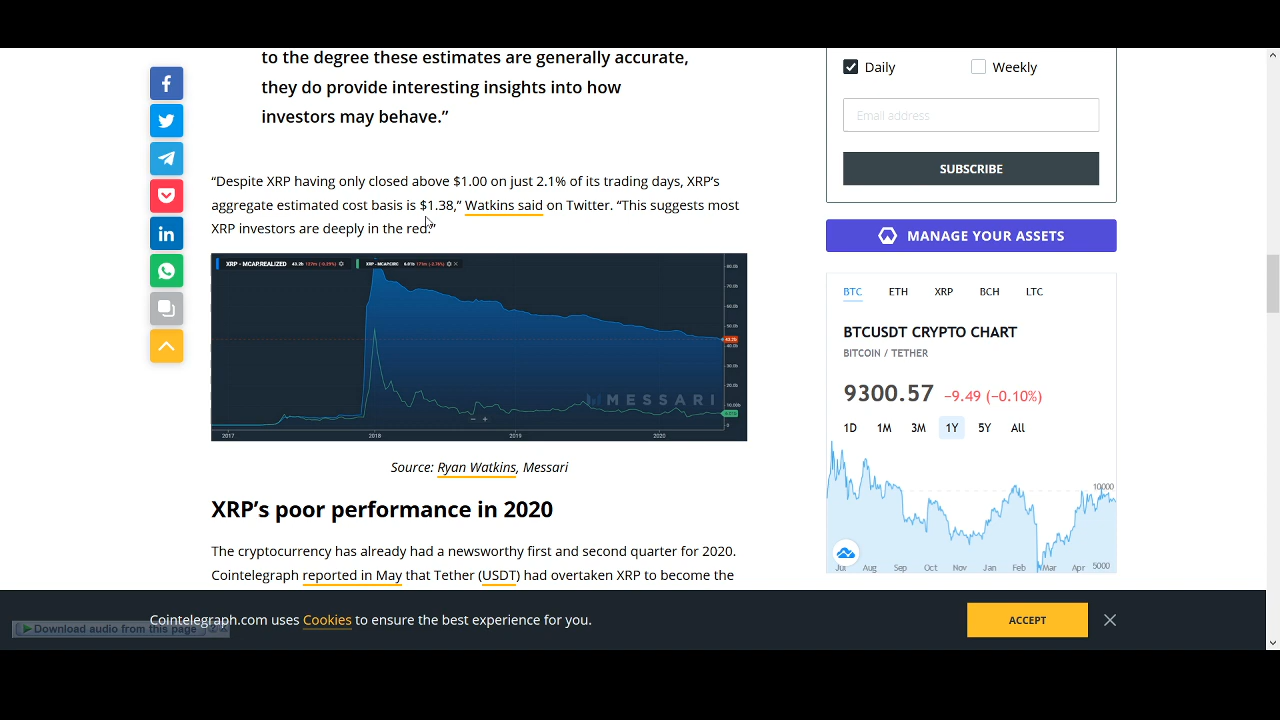 to the degree these estimates are generally accurate,
they do provide interesting insights into how
investors may behave.”
“Despite XRP having only closed above $1.00 on just 2.1% of its trading days, XRP’s
aggregate estimated cost basis is $1.38,” Watkins said on Twitter. “This suggests most
XRP investors are deeply in the red.”
XRP - MCAP.REALIZED
XRP - MCAP.CIRC
MESSARI
2017 2018 2019 2020
Source: Ryan Watkins, Messari
XRP’s poor performance in 2020
The cryptocurrency has already had a newsworthy first and second quarter for 2020.
Cointelegraph reported in May that Tether (USDT) had overtaken XRP to become the
Daily Weekly
Email address
SUBSCRIBE
MANAGE YOUR ASSETS
BTC ETH XRP BCH LTC
BTCUSDT CRYPTO CHART
BITCOIN / TETHER
9300.57 −9.49 (−0.10%)
1D 1M 3M 1Y 5Y All
10000
5000
Jul Aug Sep Oct Nov Jan Feb Mar Apr
Cointelegraph.com uses Cookies to ensure the best experience for you.
ACCEPT
Download audio from this page